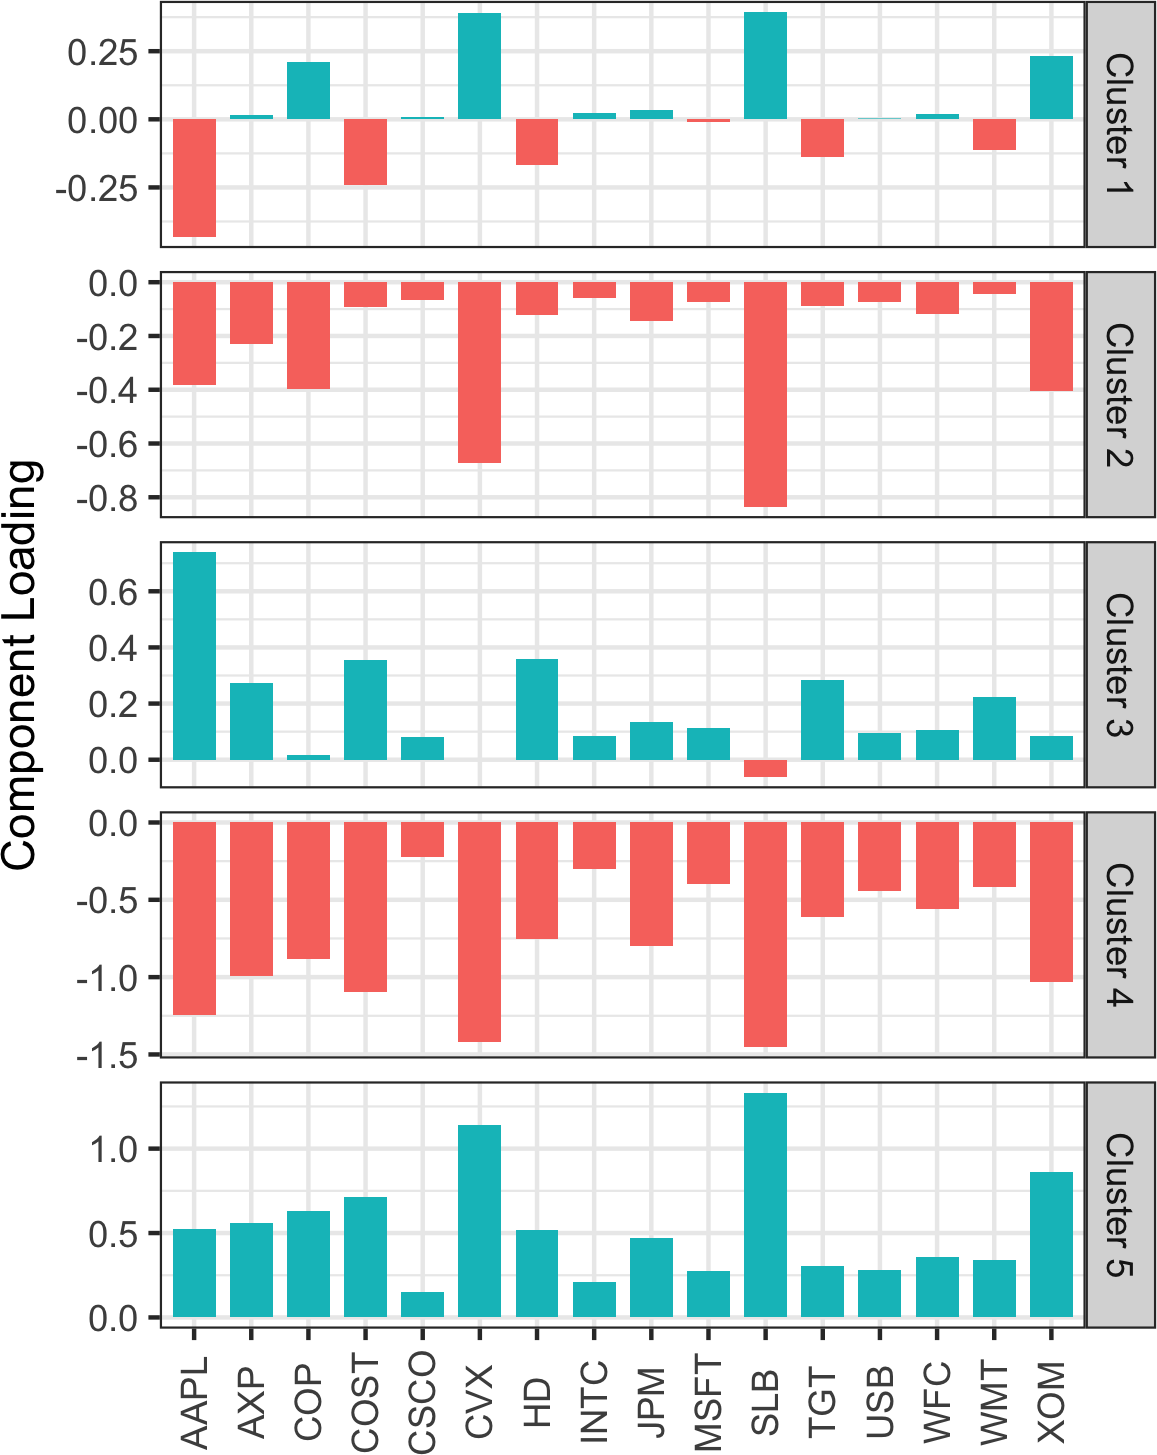 Component Loading
0.25
0.00
-0.25
Cluster 1
0.0
-0.2
-0.4
-0.6
-0.8
Cluster 2
0.6
0.4
0.2
0.0
Cluster 3
0.0
-0.5
-1.0
-1.5
Cluster 4
1.0
0.5
0.0
Cluster 5
AAPL
AXP
COP
COST
CSCO
CVX
HD
INTC
JPM
MSFT
SLB
TGT
USB
WFC
WMT
XOM